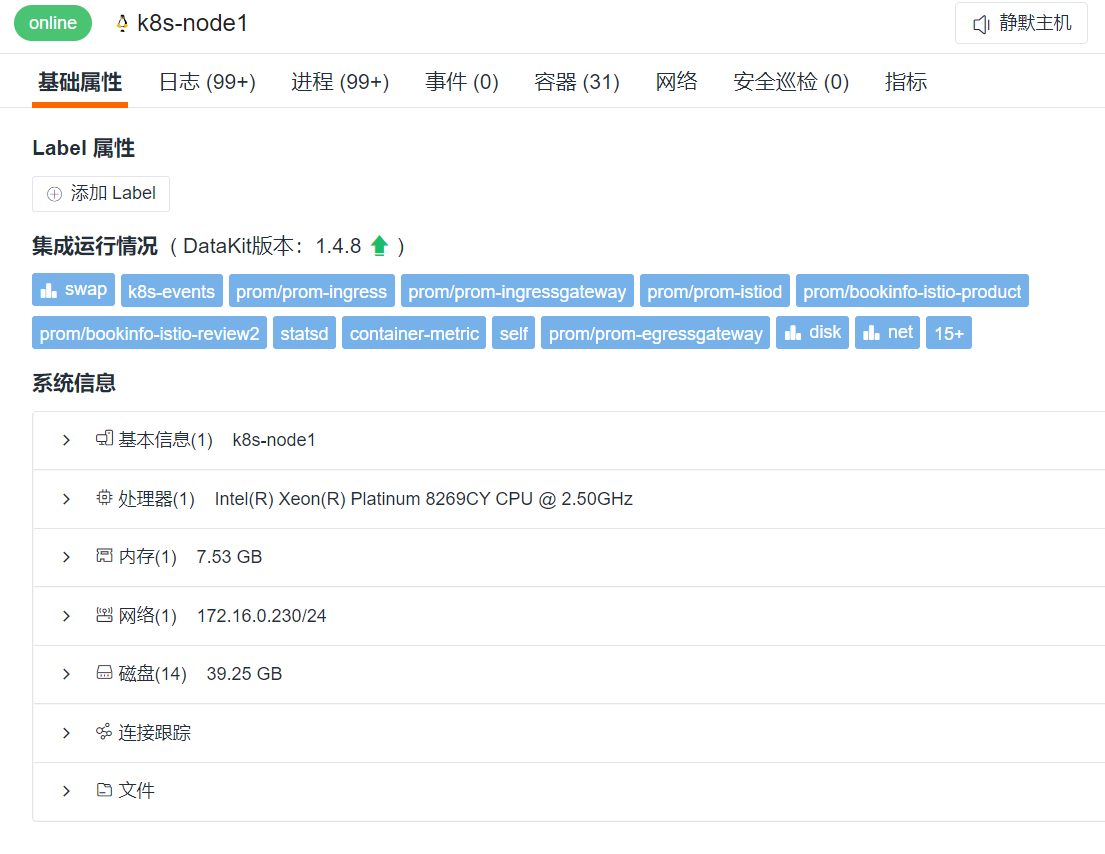 online k8s-node1 静默主机
基础属性 日志 (99+) 进程 (99+) 事件 (0) 容器 (31) 网络 安全巡检 (0) 指标
Label 属性
添加 Label
集成运行情况 ( DataKit版本：1.4.8 )
swap k8s-events prom/prom-ingress prom/prom-ingressgateway prom/prom-istiod prom/bookinfo-istio-product
prom/bookinfo-istio-review2 statsd container-metric self prom/prom-egressgateway disk net 15+
系统信息
基本信息(1) k8s-node1
处理器(1) Intel(R) Xeon(R) Platinum 8269CY CPU @ 2.50GHz
内存(1) 7.53 GB
网络(1) 172.16.0.230/24
磁盘(14) 39.25 GB
连接跟踪
文件